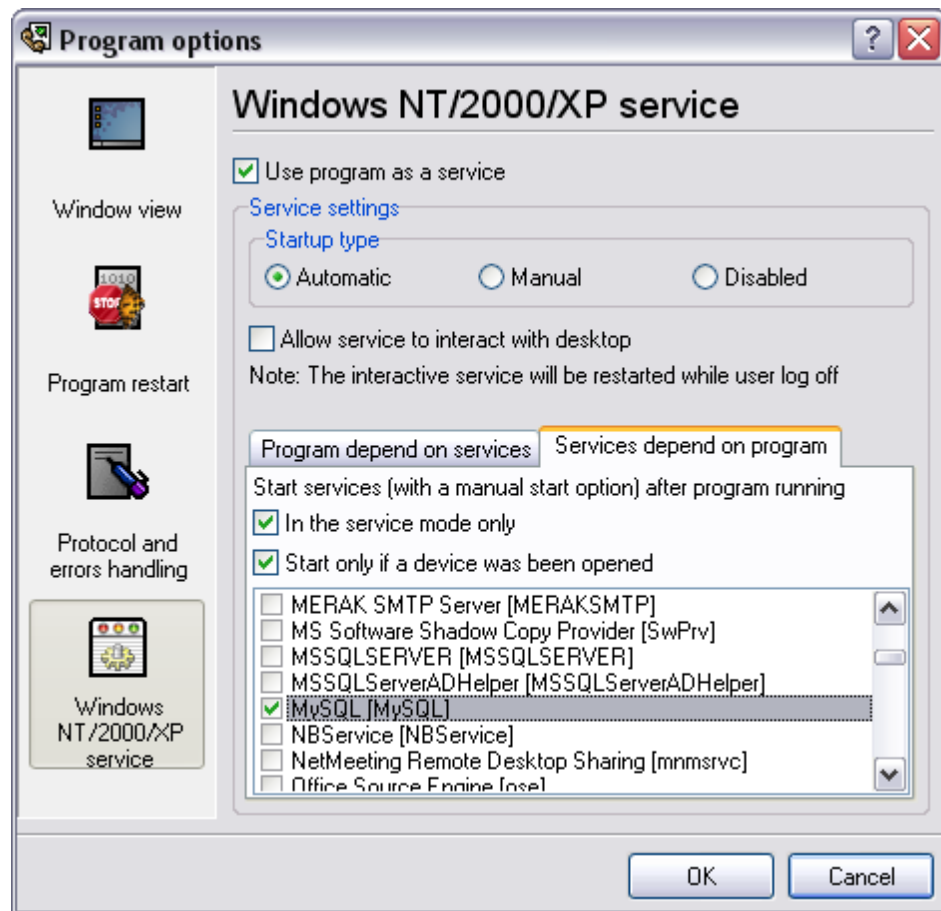 Program options
Window view
1010
STOP
Program restart
Protocol and
errors handling
Windows
NT/2000/XP
service
Windows NT/2000/XP service
Use program as a service
Service settings
Startup type
Automatic
Manual
Disabled
Allow service to interact with desktop
Note: The interactive service will be restarted while user log off
Program depend on services
Services depend on program
Start services (with a manual start option) after program running
In the service mode only
Start only if a device was been opened
MERAK SMTP Server [MERAKSMTP]
MS Software Shadow Copy Provider [SwPrv]
MSSQLSERVER [MSSQLSERVER]
MSSQLServerADHelper [MSSQLServerADHelper]
MySQL [MySQL]
NBService [NBService]
NetMeeting Remote Desktop Sharing [mnmsrvc]
Office Source Engine [ose]
OK
Cancel